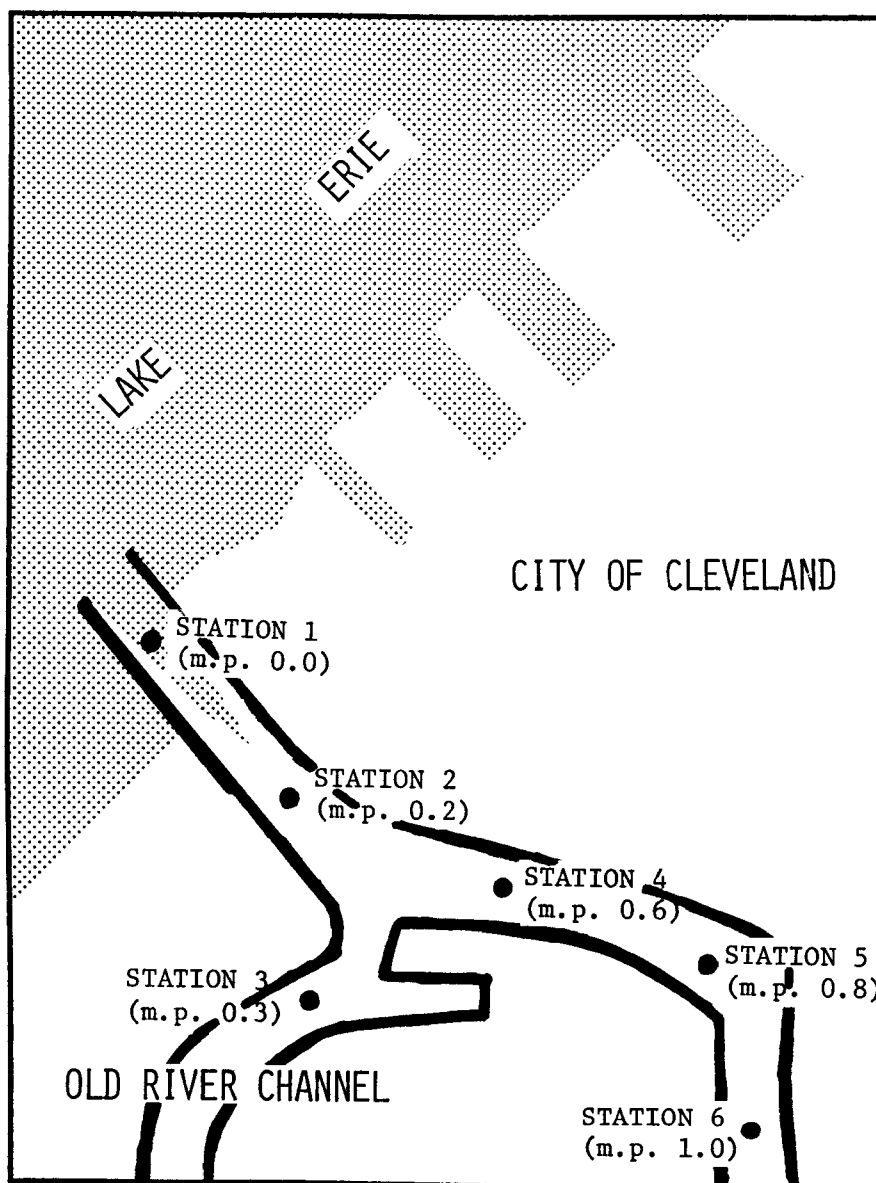 ERIE
LAKE
CITY OF CLEVELAND
STATION 1
(m.p. 0.0)
STATION 2
(m.p. 0.2)
STATION 4
(m.p. 0.6)
STATION 5
(m.p. 0.8)
STATION 3
(m.p. 0.3)
OLD RIVER CHANNEL
STATION 6
(m.p. 1.0)